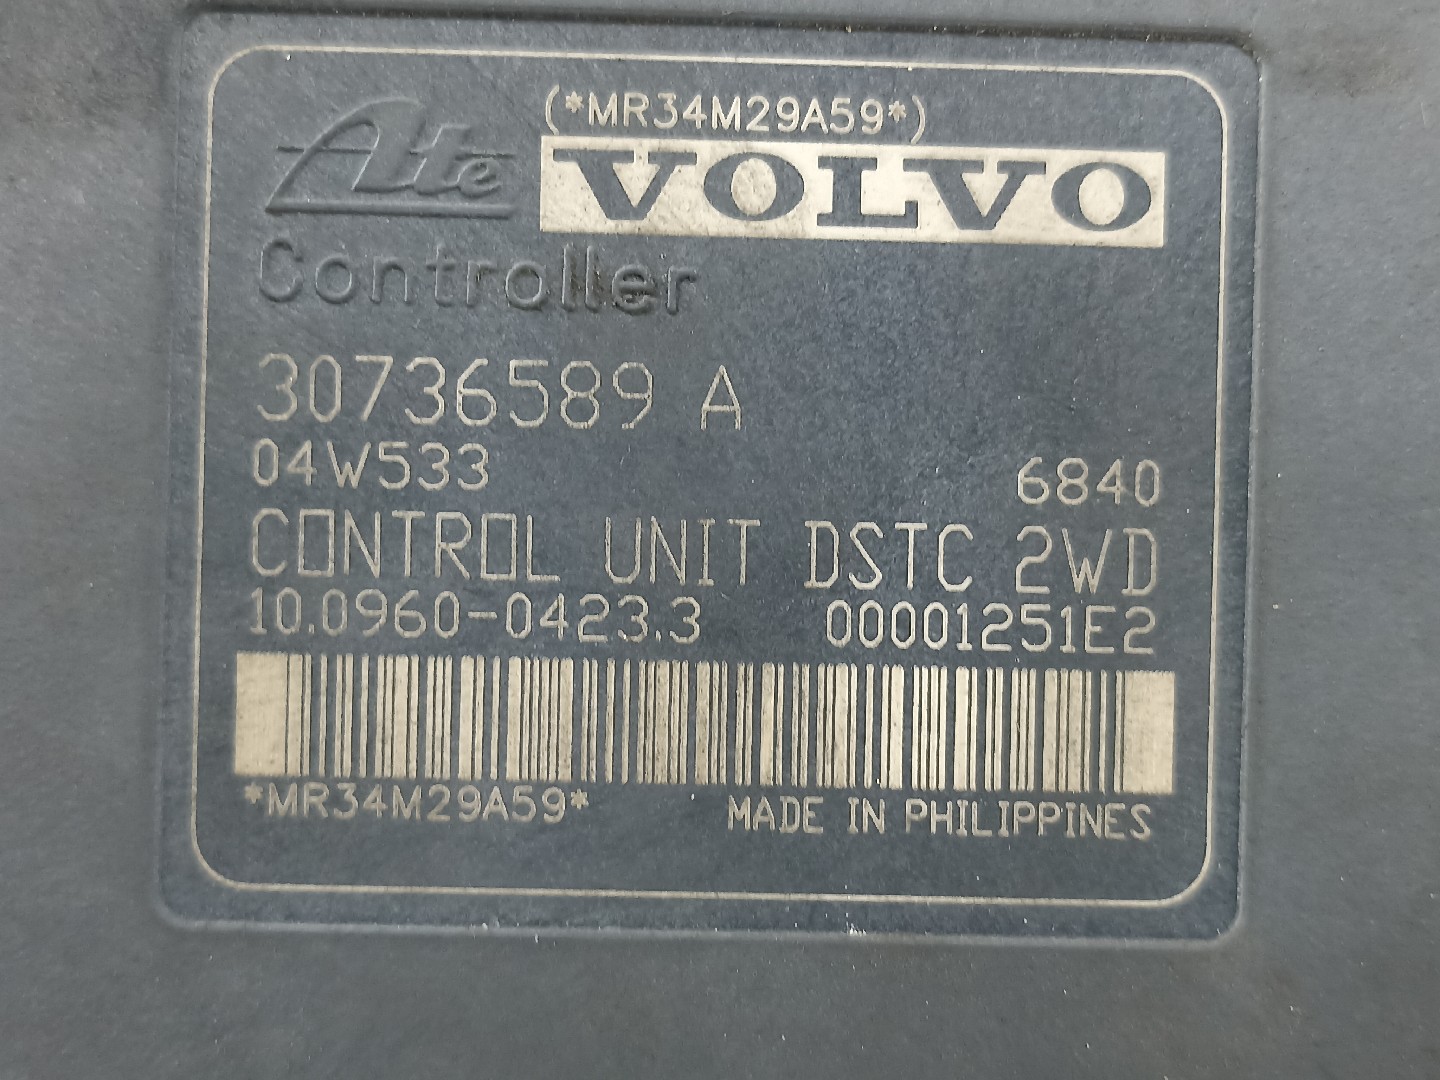 (*MR34M29A59*)
Ate VOLVO
Controller
30736589 A
04W533 6840
CONTROL UNIT DSTC 2WD
10.0960-0423.3 00001251E2
*MR34M29A59* MADE IN PHILIPPINES